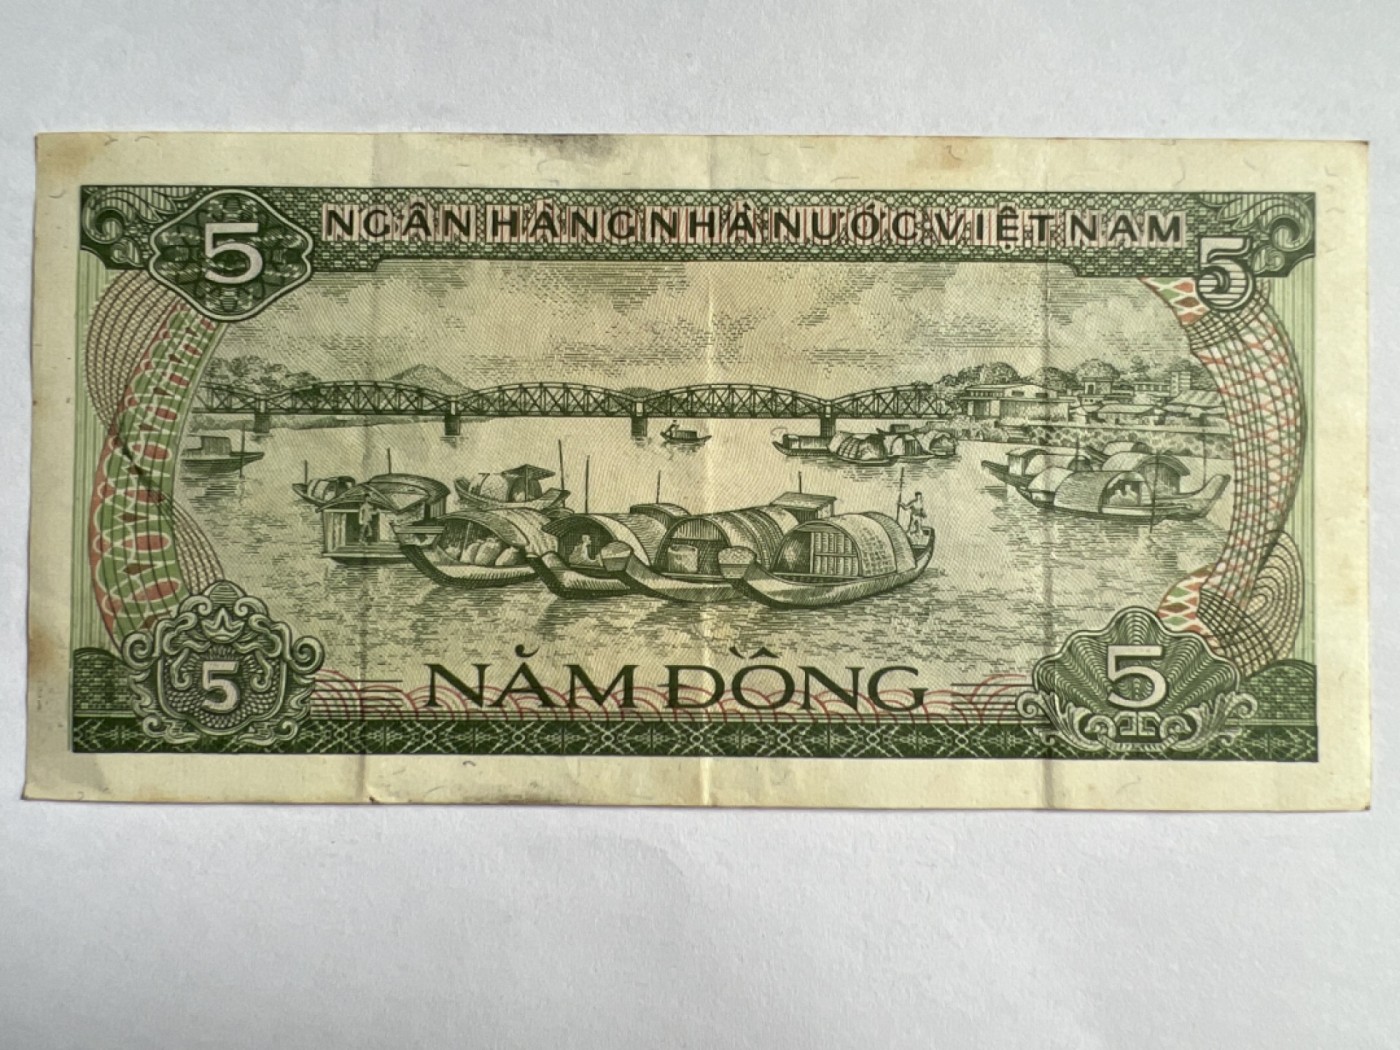 5 NGÂN HÀNG NHÀ NƯỚC VIỆT NAM 5
5 NĂM ĐỒNG 5